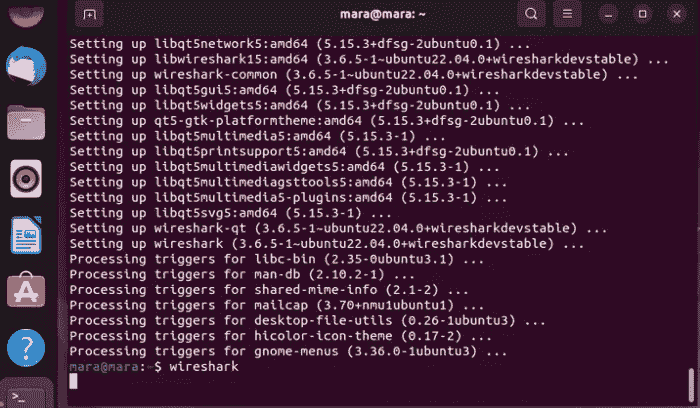 mara@mara: ~
Setting up libqt5network5:amd64 (5.15.3+dfsg-2ubuntu0.1) ...
Setting up libwireshark15:amd64 (3.6.5-1~ubuntu22.04.0+wiresharkdevstable) ...
Setting up wireshark-common (3.6.5-1~ubuntu22.04.0+wiresharkdevstable) ...
Setting up libqt5gui5:amd64 (5.15.3+dfsg-2ubuntu0.1) ...
Setting up libqt5widgets5:amd64 (5.15.3+dfsg-2ubuntu0.1) ...
Setting up qt5-gtk-platformtheme:amd64 (5.15.3+dfsg-2ubuntu0.1) ...
Setting up libqt5multimedia5:amd64 (5.15.3-1) ...
Setting up libqt5printsupport5:amd64 (5.15.3+dfsg-2ubuntu0.1) ...
Setting up libqt5multimediawidgets5:amd64 (5.15.3-1) ...
Setting up libqt5multimediagsttools5:amd64 (5.15.3-1) ...
Setting up libqt5multimedia5-plugins:amd64 (5.15.3-1) ...
Setting up libqt5svg5:amd64 (5.15.3-1) ...
Setting up wireshark-qt (3.6.5-1~ubuntu22.04.0+wiresharkdevstable) ...
Setting up wireshark (3.6.5-1~ubuntu22.04.0+wiresharkdevstable) ...
Processing triggers for libc-bin (2.35-0ubuntu3.1) ...
Processing triggers for man-db (2.10.2-1) ...
Processing triggers for shared-mime-info (2.1-2) ...
Processing triggers for mailcap (3.70+nmu1ubuntu1) ...
Processing triggers for desktop-file-utils (0.26-1ubuntu3) ...
Processing triggers for hicolor-icon-theme (0.17-2) ...
Processing triggers for gnome-menus (3.36.0-1ubuntu3) ...
mara@mara:~$ wireshark